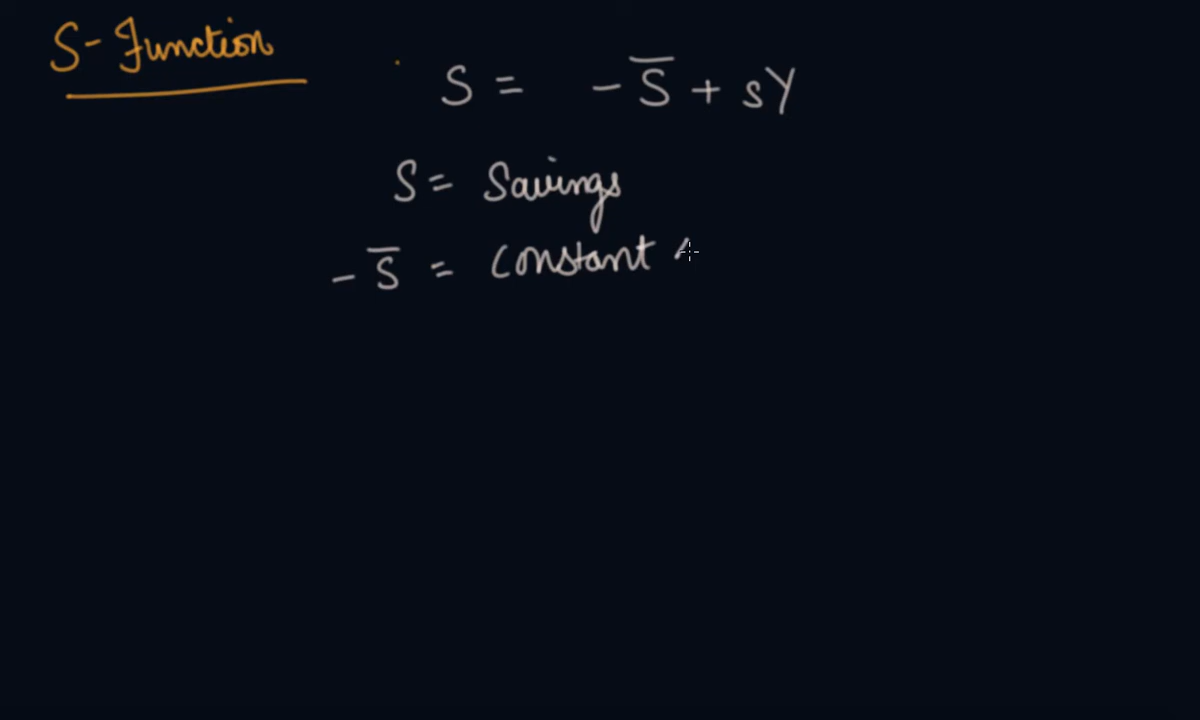 S-Function
S = -S̅ + sY
S = Savings
-S̅ = Constant